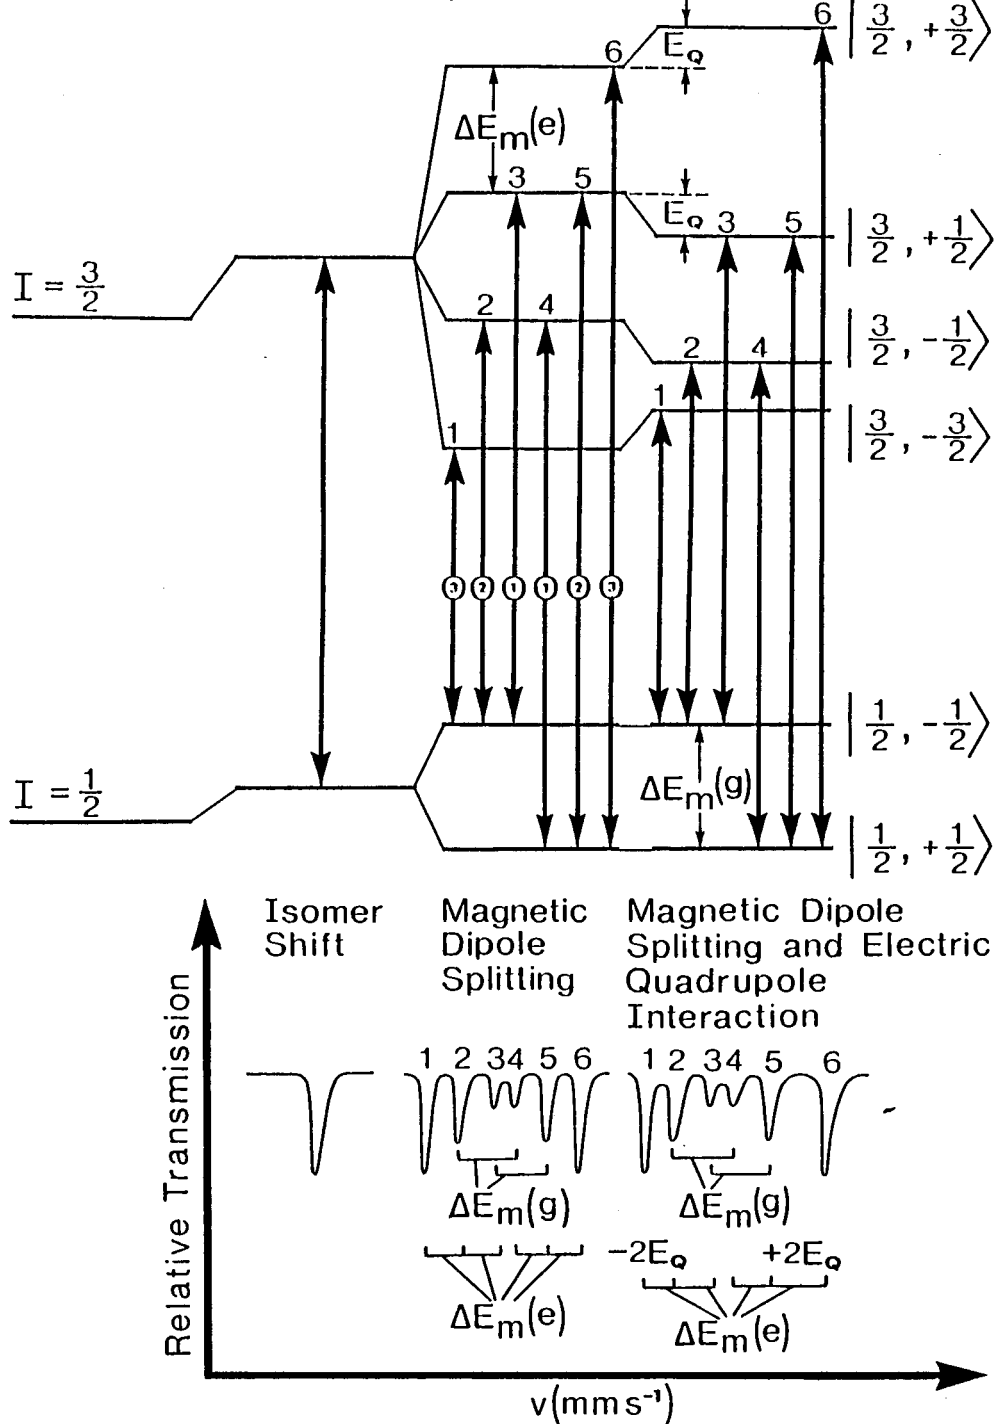 6 | 3/2 , + 3/2 ⟩
E_Q
6
ΔE_m(e)
3 5
E_Q 3 5 | 3/2 , + 1/2 ⟩
I = 3/2
2 4
2 4 | 3/2 , - 1/2 ⟩
1
1 | 3/2 , - 3/2 ⟩
③ ② ① ① ② ③
| 1/2 , - 1/2 ⟩
I = 1/2
ΔE_m(g)
| 1/2 , + 1/2 ⟩
Isomer
Shift
Magnetic
Dipole
Splitting
Magnetic Dipole
Splitting and Electric
Quadrupole
Interaction
Relative Transmission
1 2 34 5 6
1 2 34 5 6
ΔE_m(g)
ΔE_m(g)
-2E_Q +2E_Q
ΔE_m(e)
ΔE_m(e)
v(mm s⁻¹)